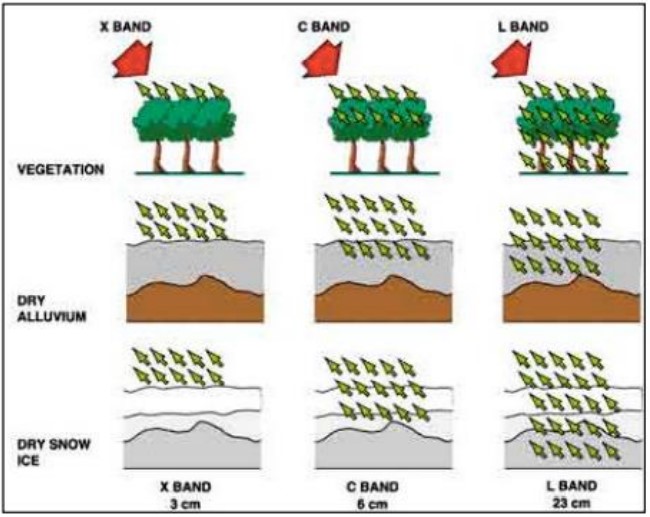 X BAND
C BAND
L BAND
VEGETATION
DRY
ALLUVIUM
DRY SNOW
ICE
X BAND
C BAND
L BAND
3 cm
6 cm
23 cm